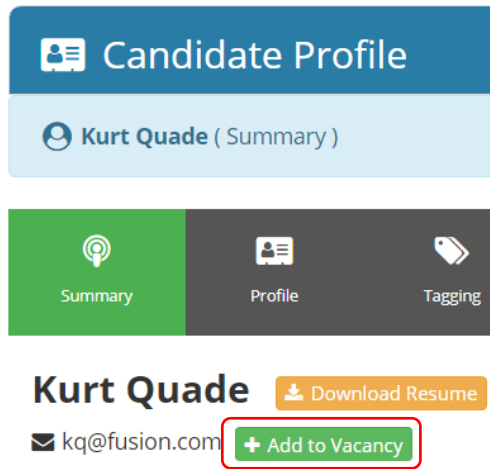 Candidate Profile
Kurt Quade ( Summary )
Summary Profile Tagging
Kurt Quade Download Resume
kq@fusion.com + Add to Vacancy